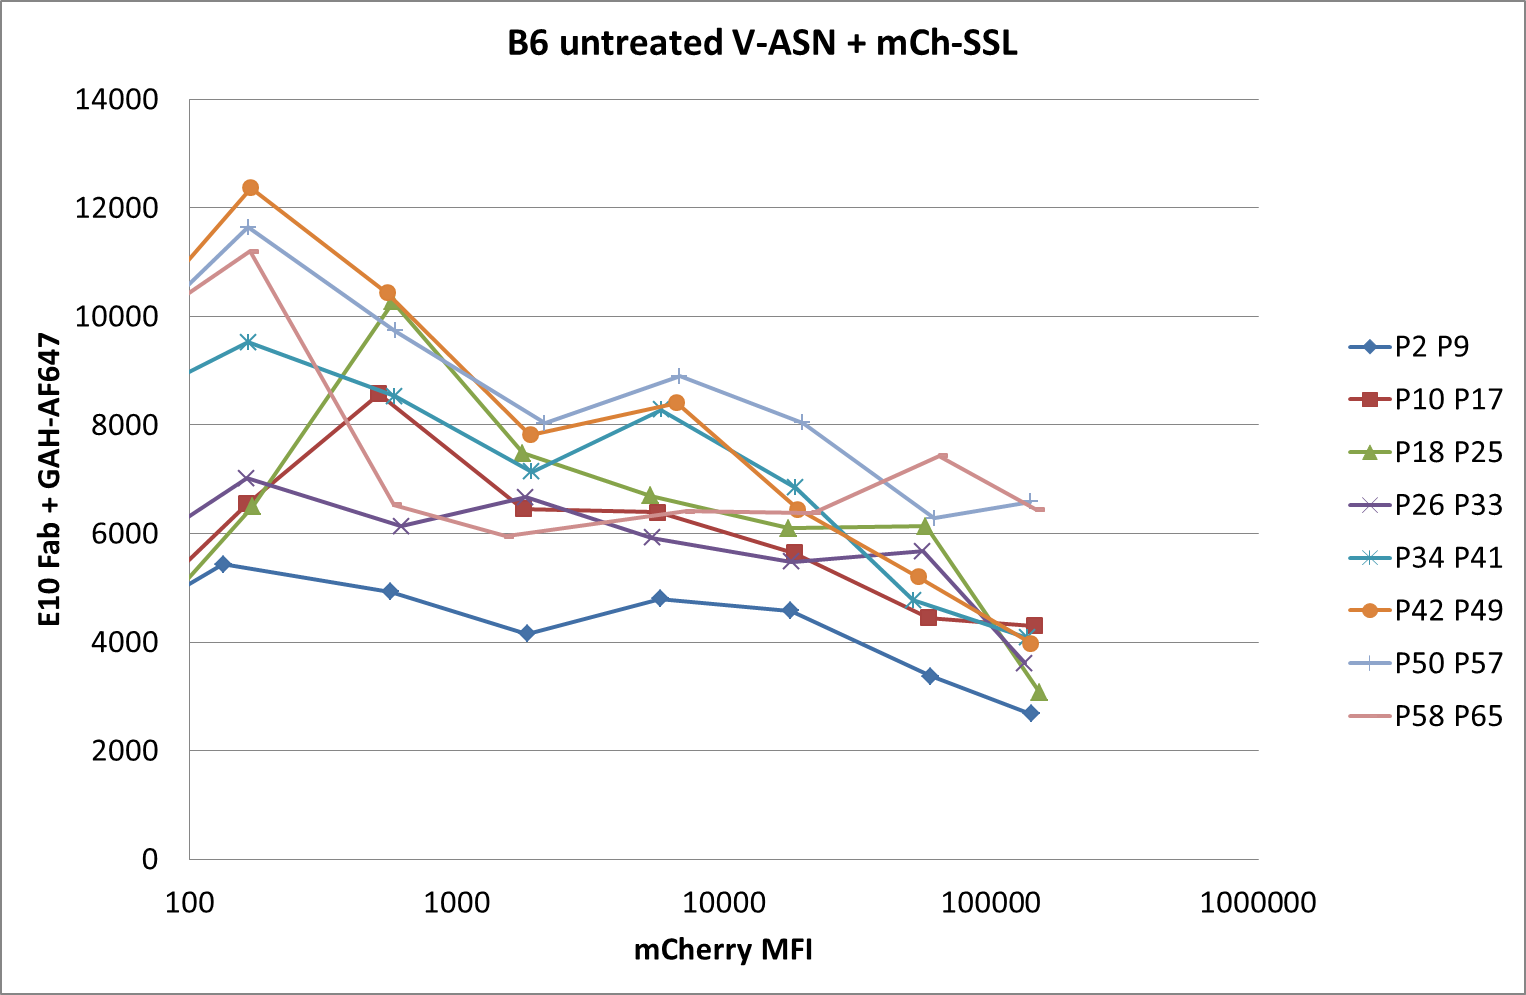 B6 untreated V-ASN + mCh-SSL
14000
12000
10000
8000
6000
4000
2000
0
E10 Fab + GAH-AF647
100 1000 10000 100000 1000000
mCherry MFI
P2 P9
P10 P17
P18 P25
P26 P33
P34 P41
P42 P49
P50 P57
P58 P65